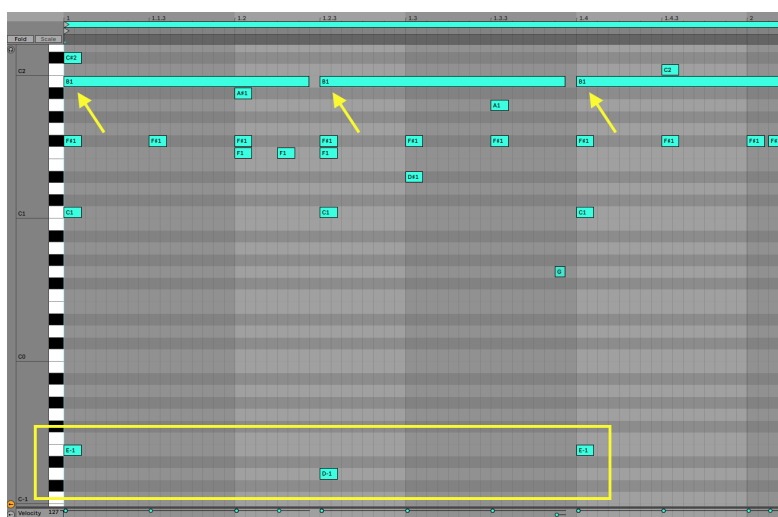 1 1.1.3 1.2 1.2.3 1.3 1.3.3 1.4 1.4.3 2
Fold Scale
C#2
C2 C2
B1 B1 B1
A#1
A1
F#1 F#1 F#1 F#1 F#1 F#1 F#1 F#1 F#1 F#
F1 F1 F1
D#1
C1 C1 C1 C1
G
C0
E-1 E-1
D-1
C-1
Velocity 127